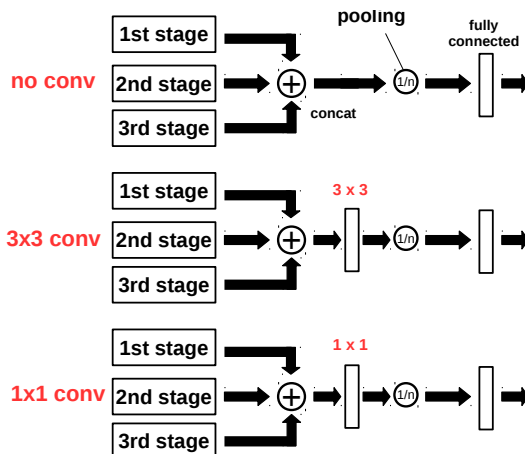 1st stage
pooling
fully
connected
no conv
2nd stage
1/n
3rd stage
concat
1st stage
3 x 3
3x3 conv
2nd stage
1/n
3rd stage
1st stage
1 x 1
1x1 conv
2nd stage
1/n
3rd stage